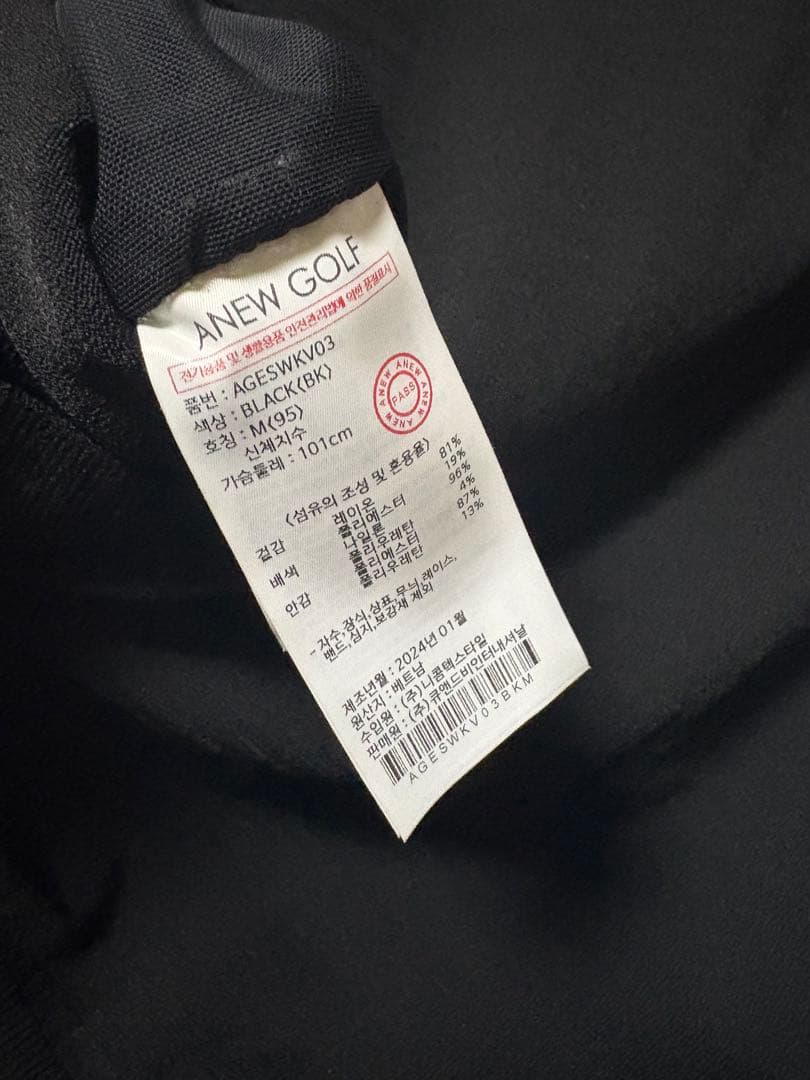 ANEW GOLF
전기용품 및 생활용품 안전관리법에 의한 품질표시
품번 : AGESWKV03
색상 : BLACK(BK)
호칭 : M(95)
신체치수
가슴둘레 : 101cm
ANEW ANEW ANEW
PASS
(섬유의 조성 및 혼용율)
겉감 레이온 81%
폴리에스터 19%
배색 나일론 96%
폴리우레탄 4%
안감 폴리에스터 87%
폴리우레탄 13%
- 자수,장식,상표,무늬,레이스,
밴드,심지,보강재 제외
제조년월 : 2024년 01월
원산지 : 베트남
수입원 : (주)니콤텍스타일
판매원 : (주)큐앤드비인터내셔날
AGESWKV03BKM